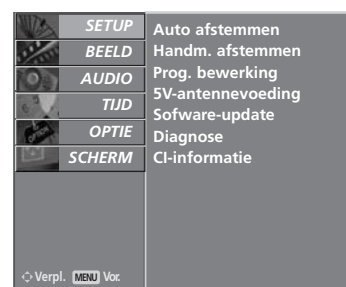 SETUP
BEELD
AUDIO
TIJD
OPTIE
SCHERM
Auto afstemmen
Handm. afstemmen
Prog. bewerking
5V-antennevoeding
Sofware-update
Diagnose
CI-informatie
Verpl. MENU Vor.